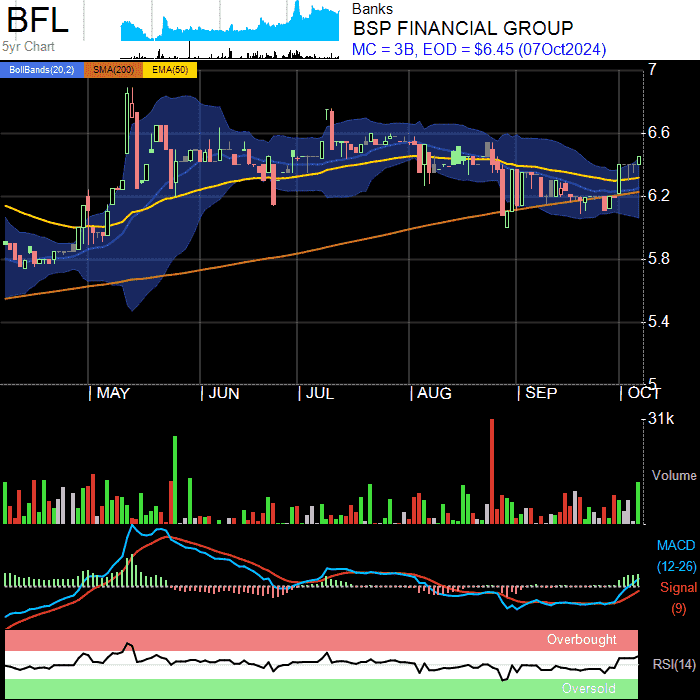 BFL
5yr Chart
Banks
BSP FINANCIAL GROUP
MC = 3B, EOD = $6.45 (07Oct2024)
BollBands(20,2) SMA(200) EMA(50)
7
6.6
6.2
5.8
5.4
5
MAY JUN JUL AUG SEP OCT
31k
Volume
MACD
(12-26)
Signal
(9)
Overbought
RSI(14)
Oversold